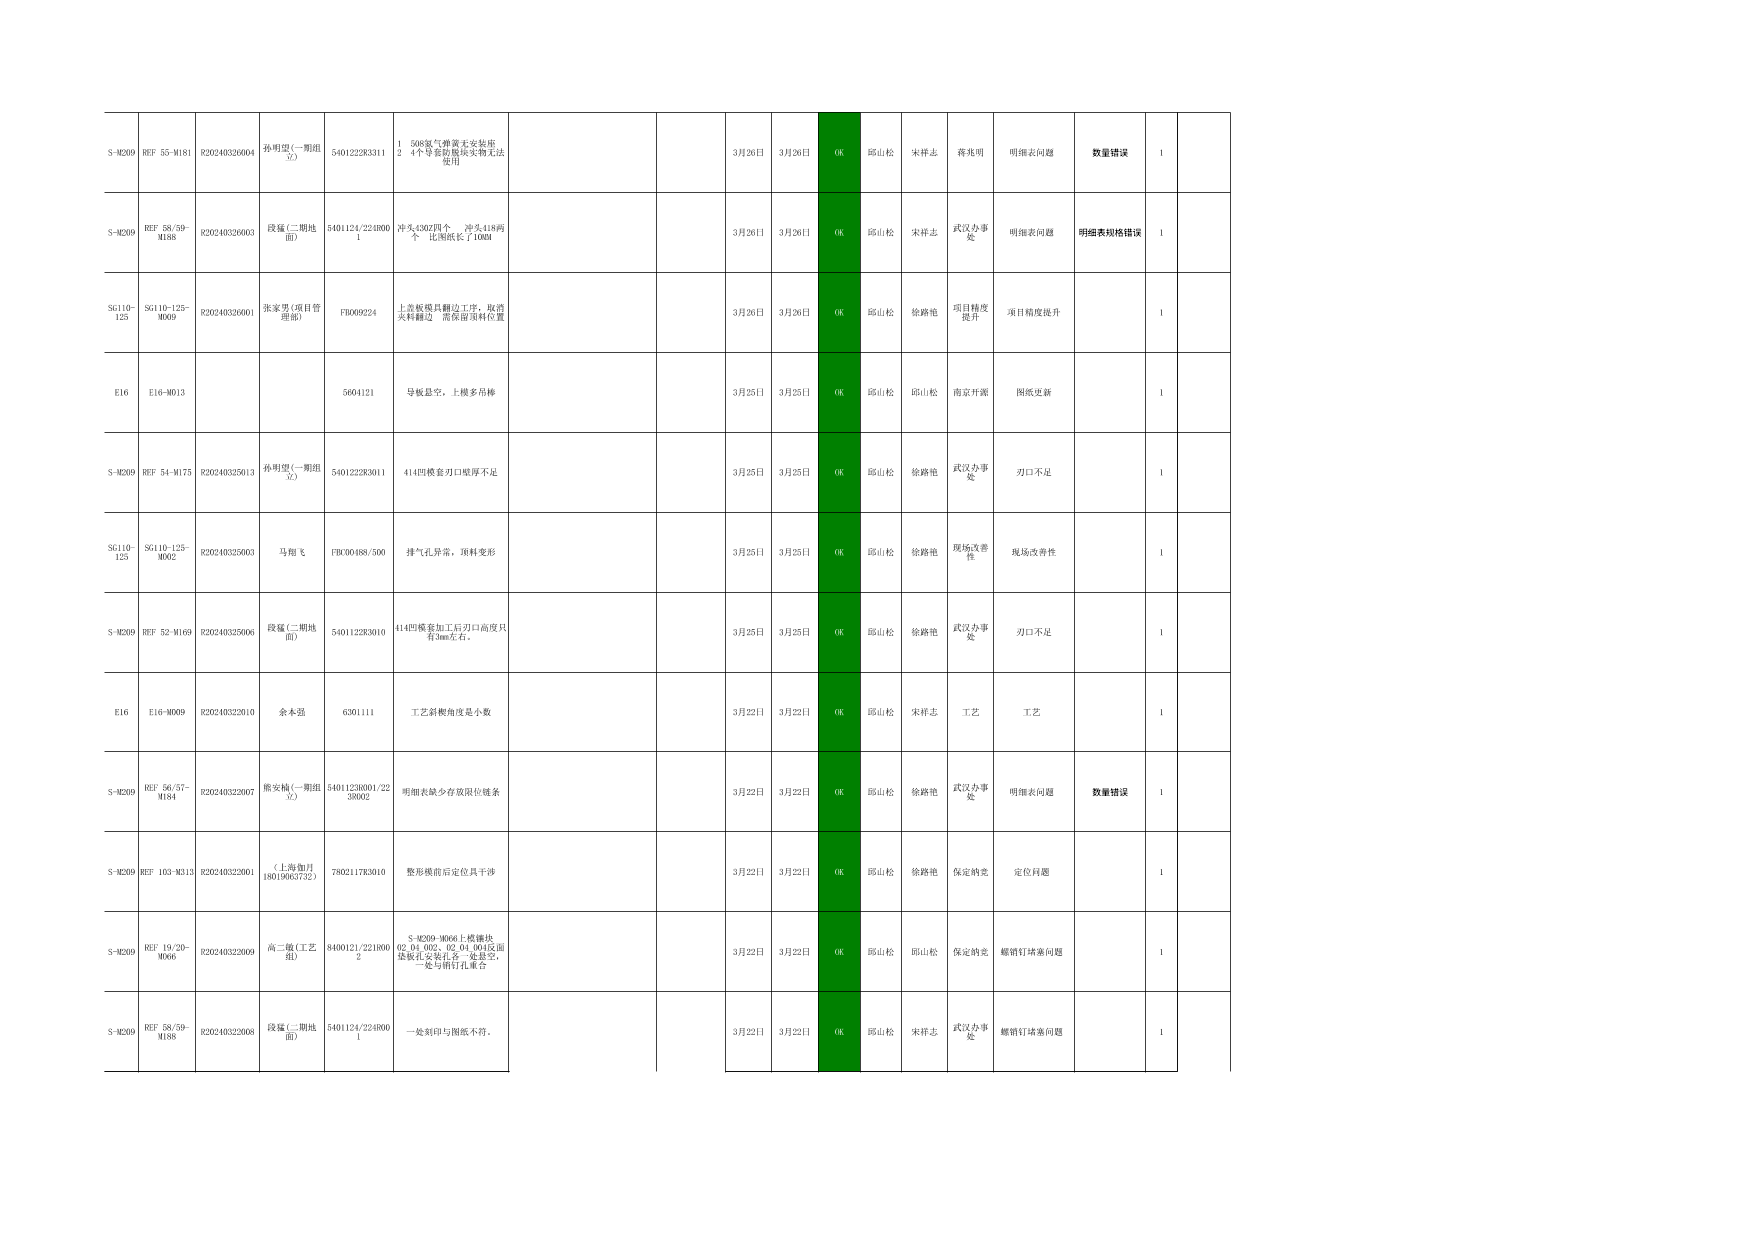 S-M209 REF 55-M181 R20240326004 孙明望(一期组立) 5401222R3311 1 508氮气弹簧无安装座 2 4个导套防脱块实物无法使用 3月26日 3月26日 OK 邱山松 宋祥志 蒋兆明 明细表问题 数量错误 1
S-M209 REF 58/59-M188 R20240326003 段猛(二期地面) 5401124/224R001 冲头430Z四个 冲头418两个 比图纸长了10MM 3月26日 3月26日 OK 邱山松 宋祥志 武汉办事处 明细表问题 明细表规格错误 1
SG110-125 SG110-125-M009 R20240326001 张家男(项目管理部) FB009224 上盖板模具翻边工序，取消夹料翻边 需保留顶料位置 3月26日 3月26日 OK 邱山松 徐路艳 项目精度提升 项目精度提升 1
E16 E16-M013 5604121 导板悬空，上模多吊棒 3月25日 3月25日 OK 邱山松 邱山松 南京开源 图纸更新 1
S-M209 REF 54-M175 R20240325013 孙明望(一期组立) 5401222R3011 414凹模套刃口壁厚不足 3月25日 3月25日 OK 邱山松 徐路艳 武汉办事处 刃口不足 1
SG110-125 SG110-125-M002 R20240325003 马翔飞 FBC00488/500 排气孔异常，顶料变形 3月25日 3月25日 OK 邱山松 徐路艳 现场改善性 现场改善性 1
S-M209 REF 52-M169 R20240325006 段猛(二期地面) 5401122R3010 414凹模套加工后刃口高度只有3mm左右。 3月25日 3月25日 OK 邱山松 徐路艳 武汉办事处 刃口不足 1
E16 E16-M009 R20240322010 余本强 6301111 工艺斜楔角度是小数 3月22日 3月22日 OK 邱山松 宋祥志 工艺 工艺 1
S-M209 REF 56/57-M184 R20240322007 熊安楠(一期组立) 5401123R001/223R002 明细表缺少存放限位链条 3月22日 3月22日 OK 邱山松 徐路艳 武汉办事处 明细表问题 数量错误 1
S-M209 REF 103-M313 R20240322001 （上海伽月18019063732） 7802117R3010 整形模前后定位具干涉 3月22日 3月22日 OK 邱山松 徐路艳 保定纳竞 定位问题 1
S-M209 REF 19/20-M066 R20240322009 高二敏(工艺组) 8400121/221R002 S-M209-M066上模镶块02_04_002、02_04_004反面垫板孔安装孔各一处悬空，一处与销钉孔重合 3月22日 3月22日 OK 邱山松 邱山松 保定纳竞 螺销钉堵塞问题 1
S-M209 REF 58/59-M188 R20240322008 段猛(二期地面) 5401124/224R001 一处刻印与图纸不符。 3月22日 3月22日 OK 邱山松 宋祥志 武汉办事处 螺销钉堵塞问题 1